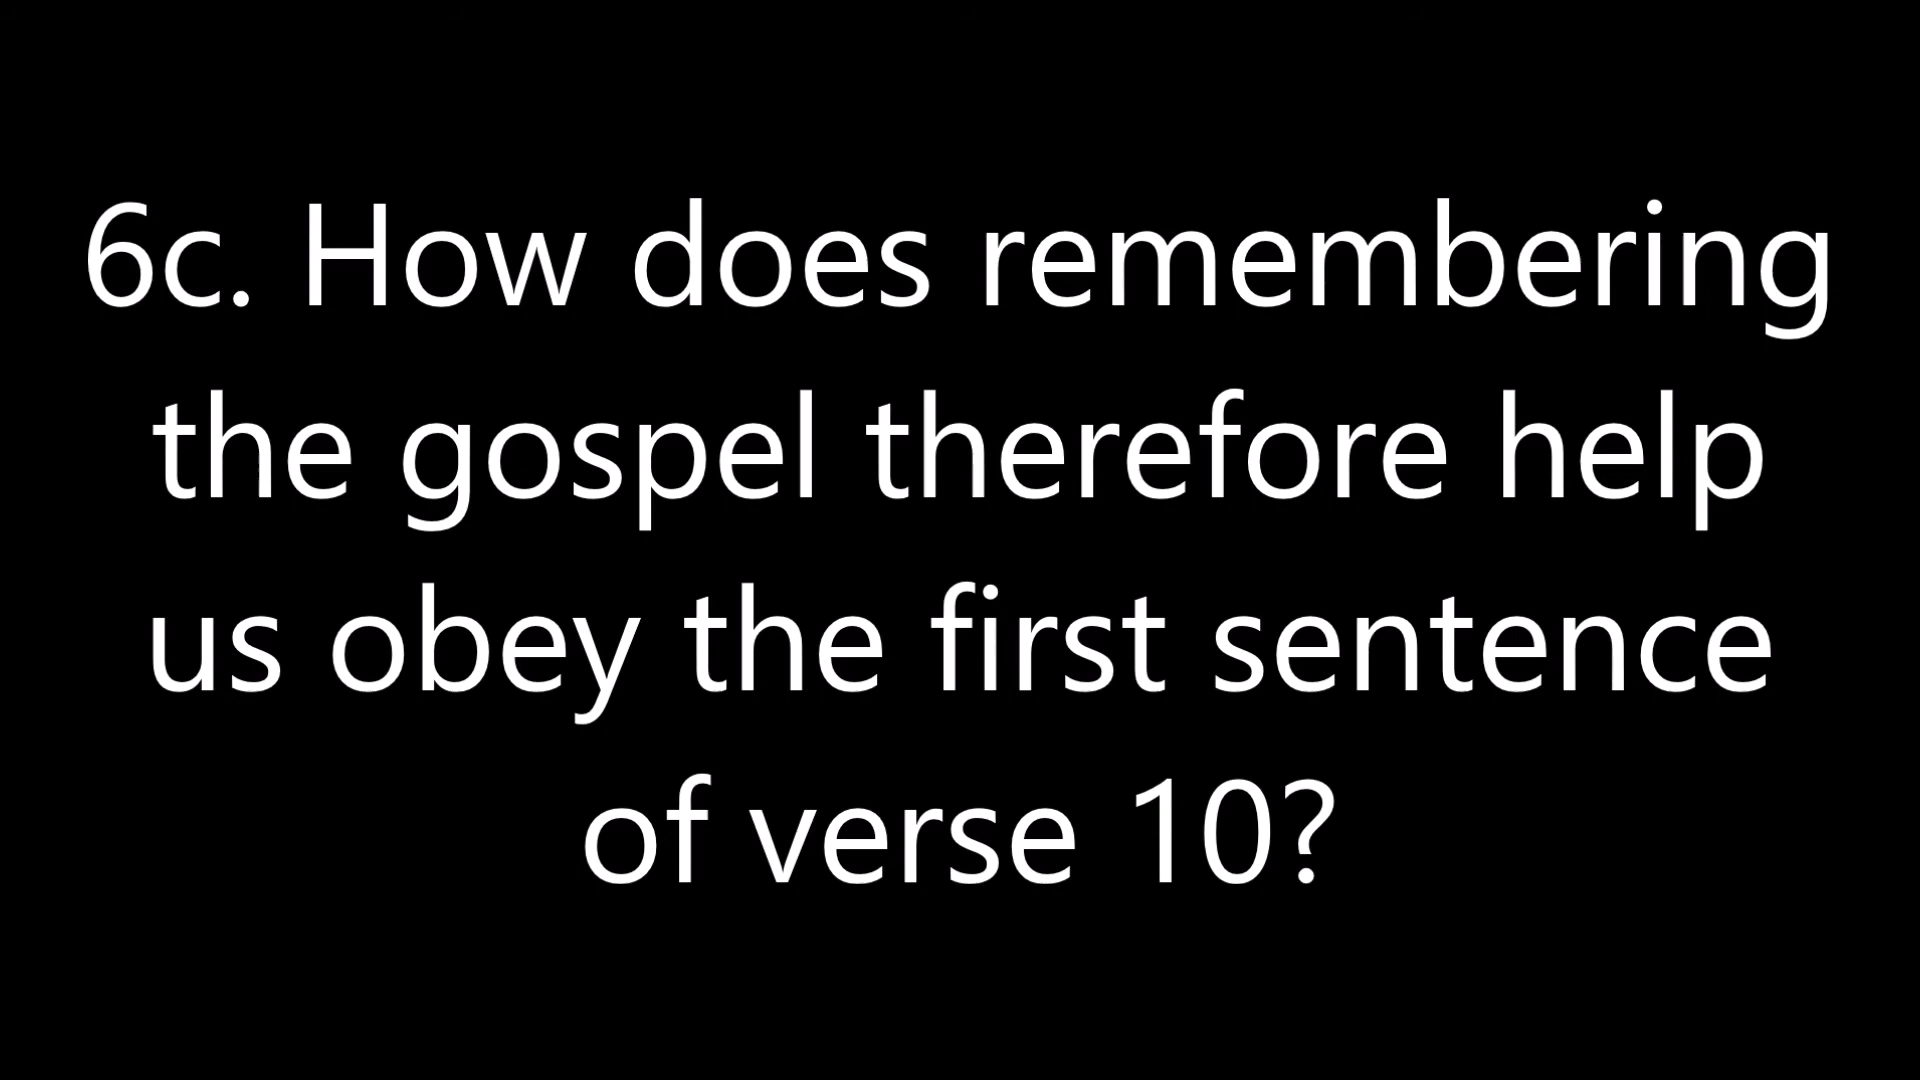 6c. How does remembering
the gospel therefore help
us obey the first sentence
of verse 10?